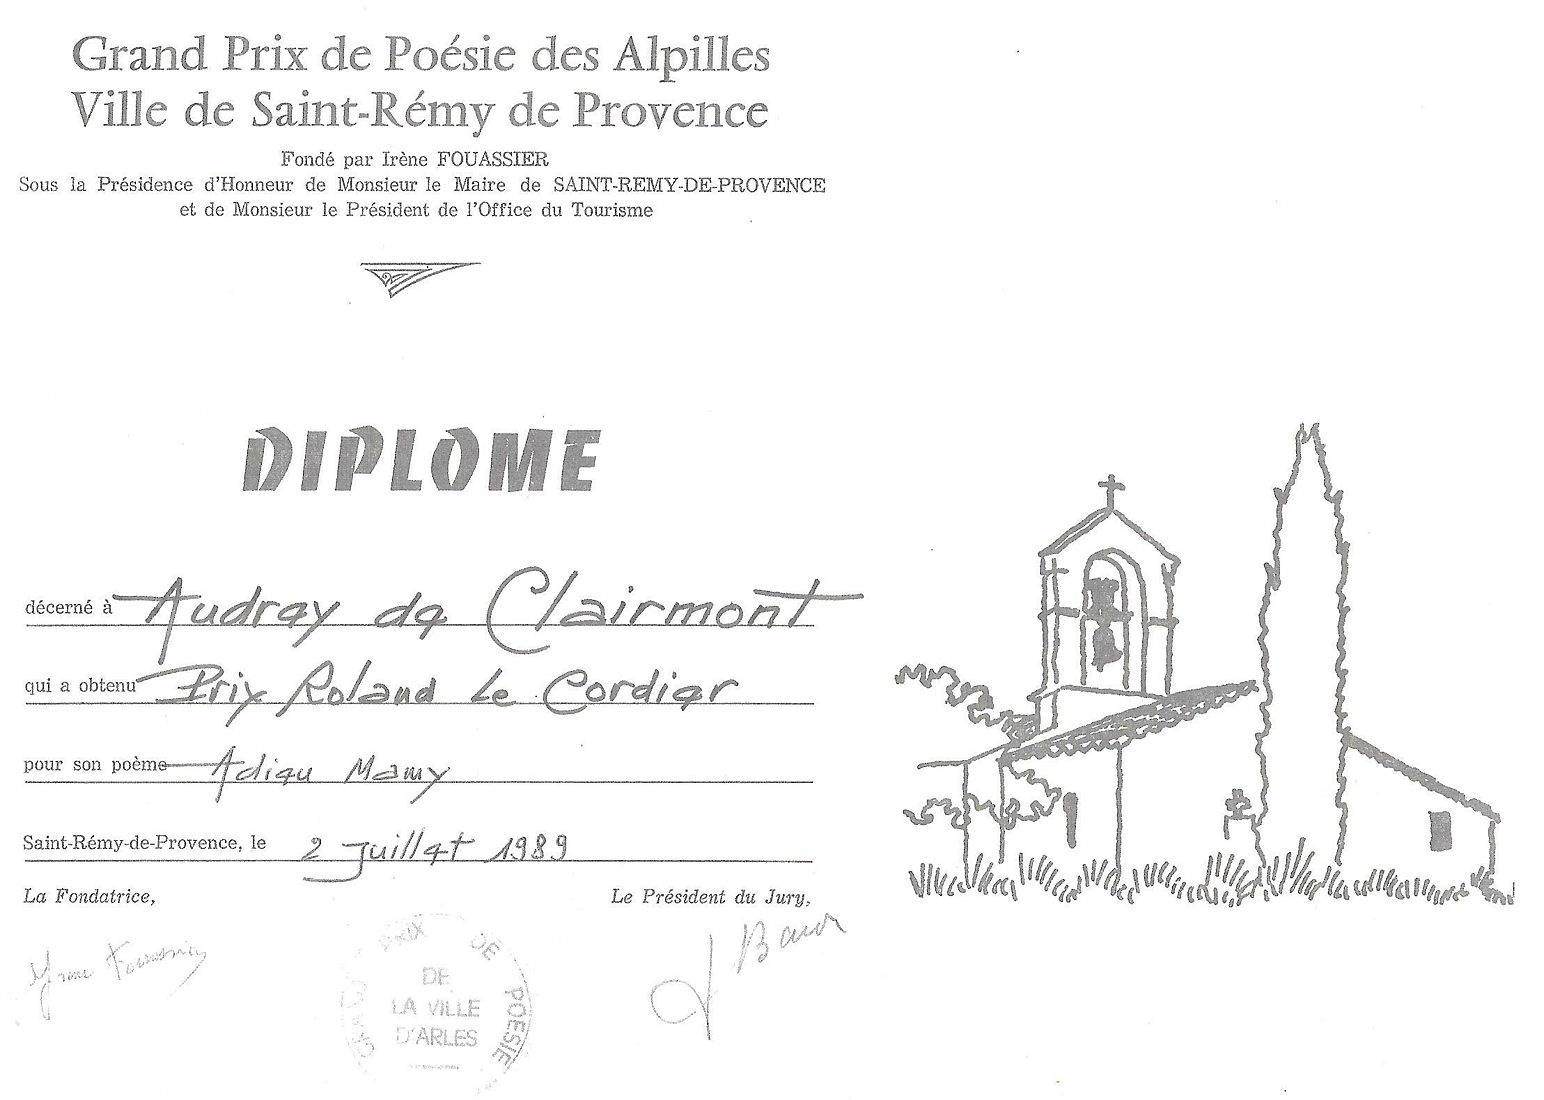 Grand Prix de Poésie des Alpilles
Ville de Saint-Rémy de Provence
Fondé par Irène FOUASSIER
Sous la Présidence d'Honneur de Monsieur le Maire de SAINT-REMY-DE-PROVENCE
et de Monsieur le Président de l'Office du Tourisme
DIPLOME
décerné à Audrey de Clairmont
qui a obtenu Prix Roland Le Cordier
pour son poème Adieu Mamy
Saint-Rémy-de-Provence, le 2 Juillet 1989
La Fondatrice, Le Président du Jury,
Irène Fouassier
GRAND PRIX DE POESIE
DE
LA VILLE
D'ARLES